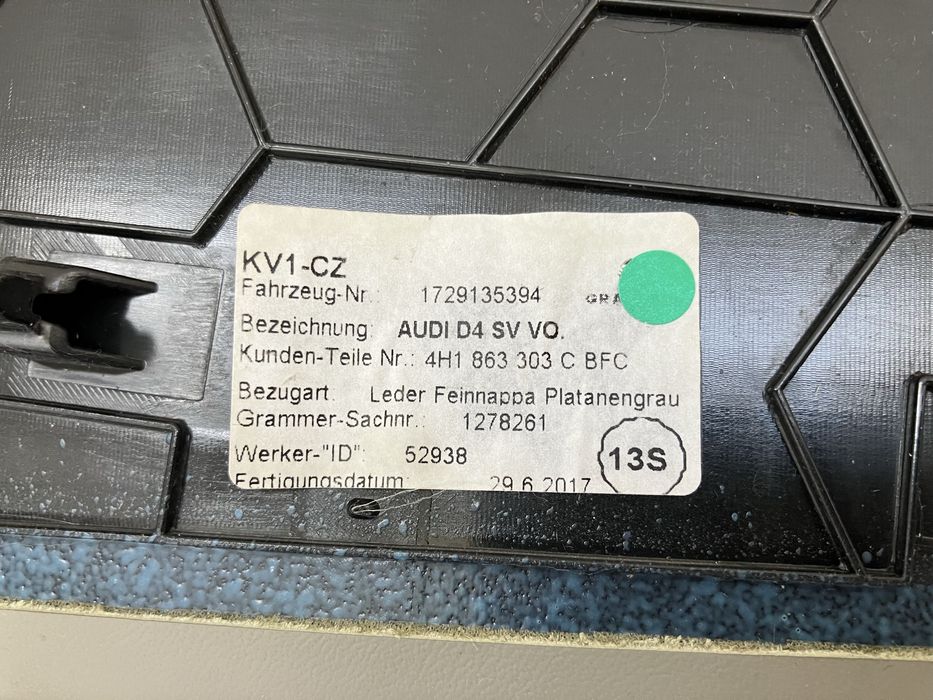 KV1-CZ
Fahrzeug-Nr.: 1729135394 GRA
Bezeichnung: AUDI D4 SV VO.
Kunden-Teile Nr.: 4H1 863 303 C BFC
Bezugart. Leder Feinnappa Platanengrau
Grammer-Sachnr.: 1278261
Werker-"ID": 52938
13S
Fertigungsdatum: 29.6.2017